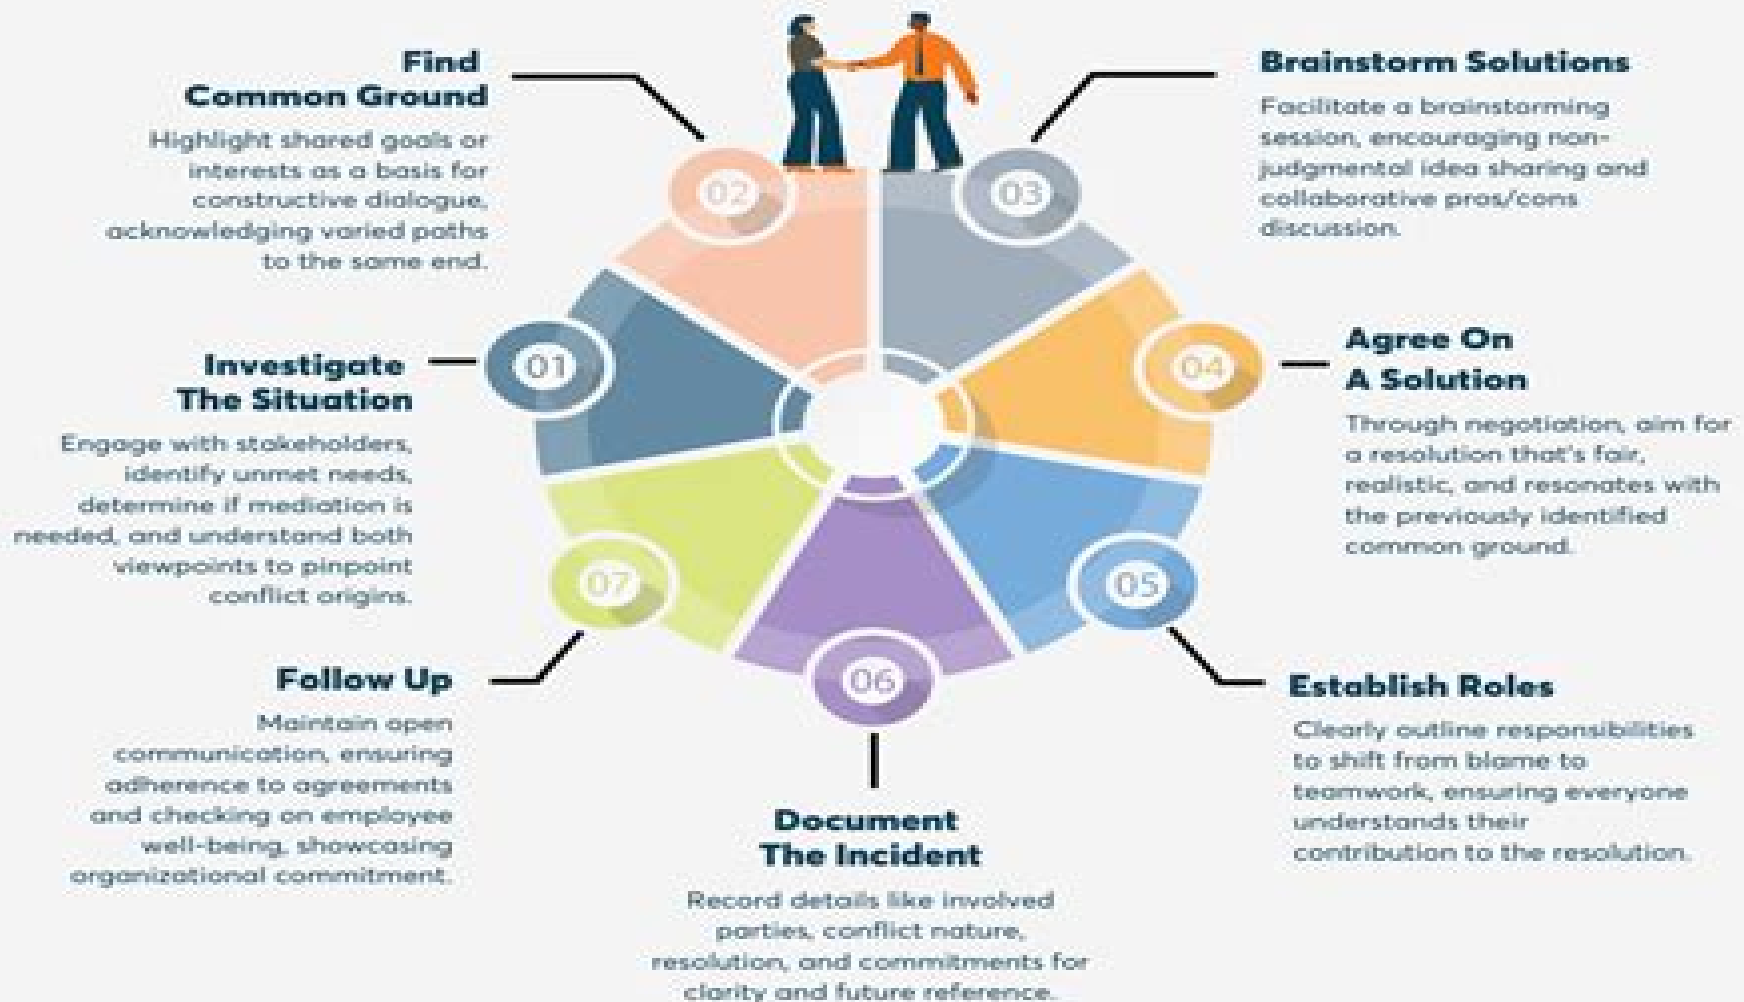 01
Investigate
The Situation
Engage with stakeholders,
identify unmet needs,
determine if mediation is
needed, and understand both
viewpoints to pinpoint
conflict origins.
02
Find
Common Ground
Highlight shared goals or
interests as a basis for
constructive dialogue,
acknowledging varied paths
to the same end.
03
Brainstorm Solutions
Facilitate a brainstorming
session, encouraging non-
judgmental idea sharing and
collaborative pros/cons
discussion.
04
Agree On
A Solution
Through negotiation, aim for
a resolution that's fair,
realistic, and resonates with
the previously identified
common ground.
05
Establish Roles
Clearly outline responsibilities
to shift from blame to
teamwork, ensuring everyone
understands their
contribution to the resolution.
06
Document
The Incident
Record details like involved
parties, conflict nature,
resolution, and commitments for
clarity and future reference.
07
Follow Up
Maintain open
communication, ensuring
adherence to agreements
and checking on employee
well-being, showcasing
organizational commitment.